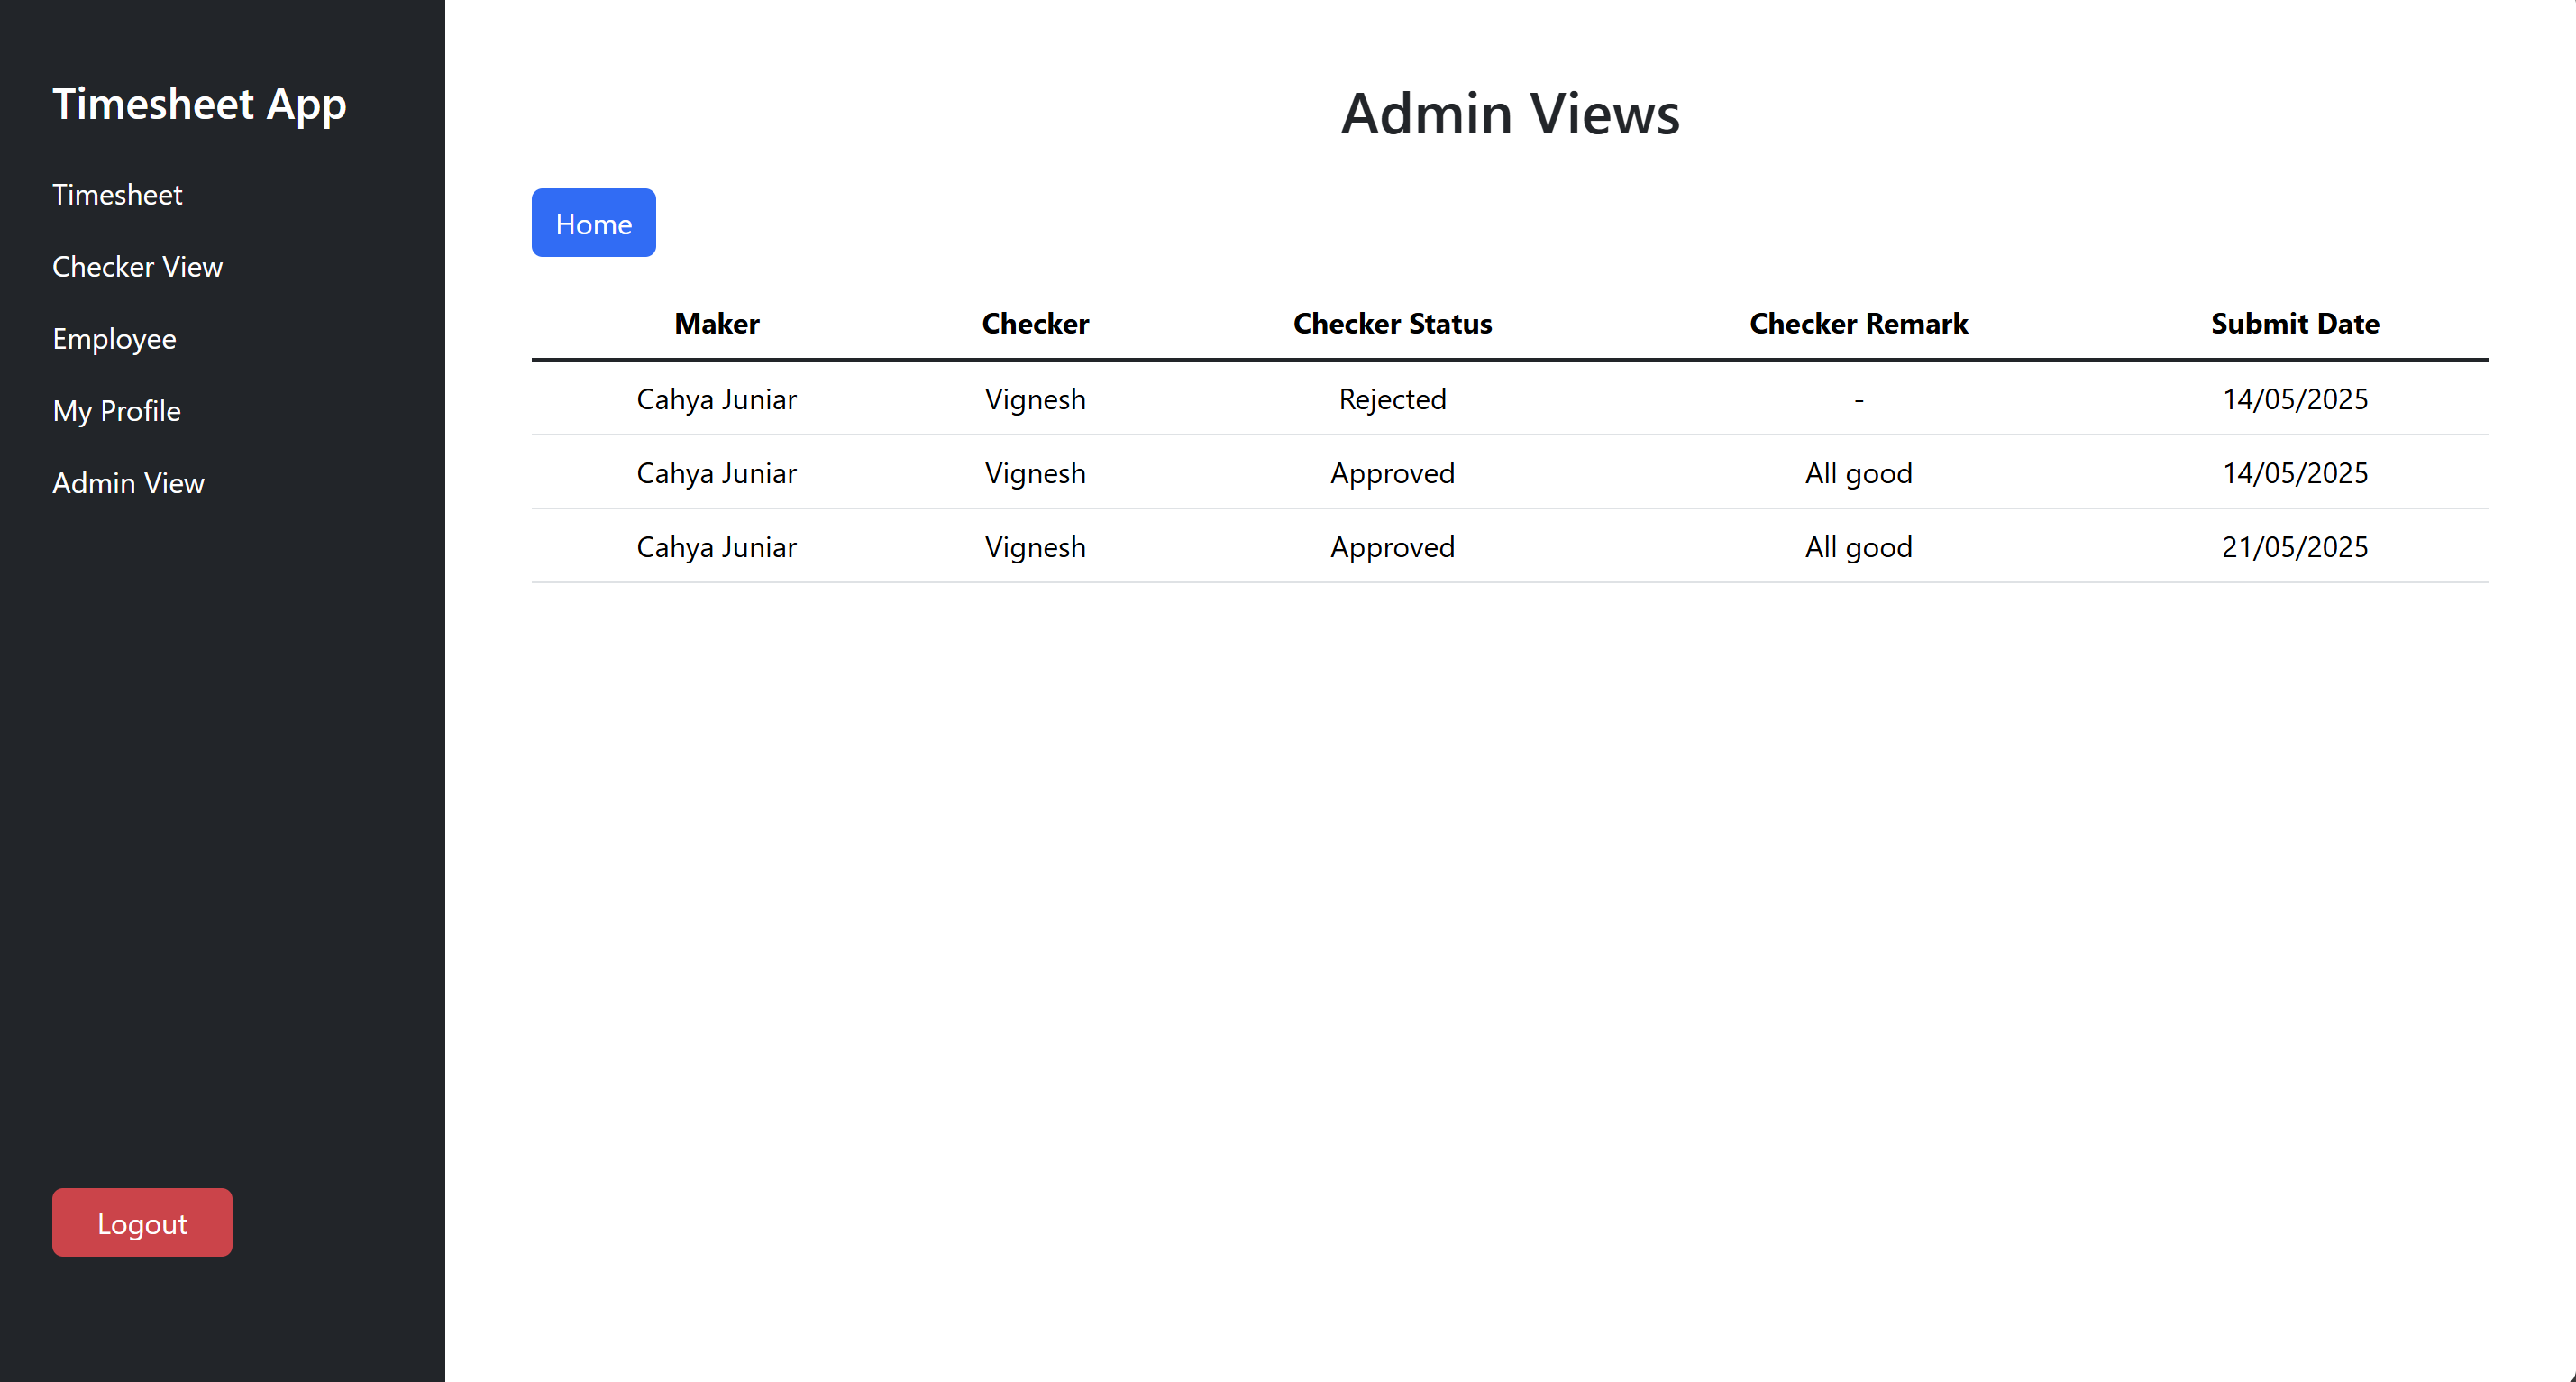 Timesheet App
Timesheet
Checker View
Employee
My Profile
Admin View
Logout
Admin Views
Home
Maker Checker Checker Status Checker Remark Submit Date
Cahya Juniar Vignesh Rejected - 14/05/2025
Cahya Juniar Vignesh Approved All good 14/05/2025
Cahya Juniar Vignesh Approved All good 21/05/2025